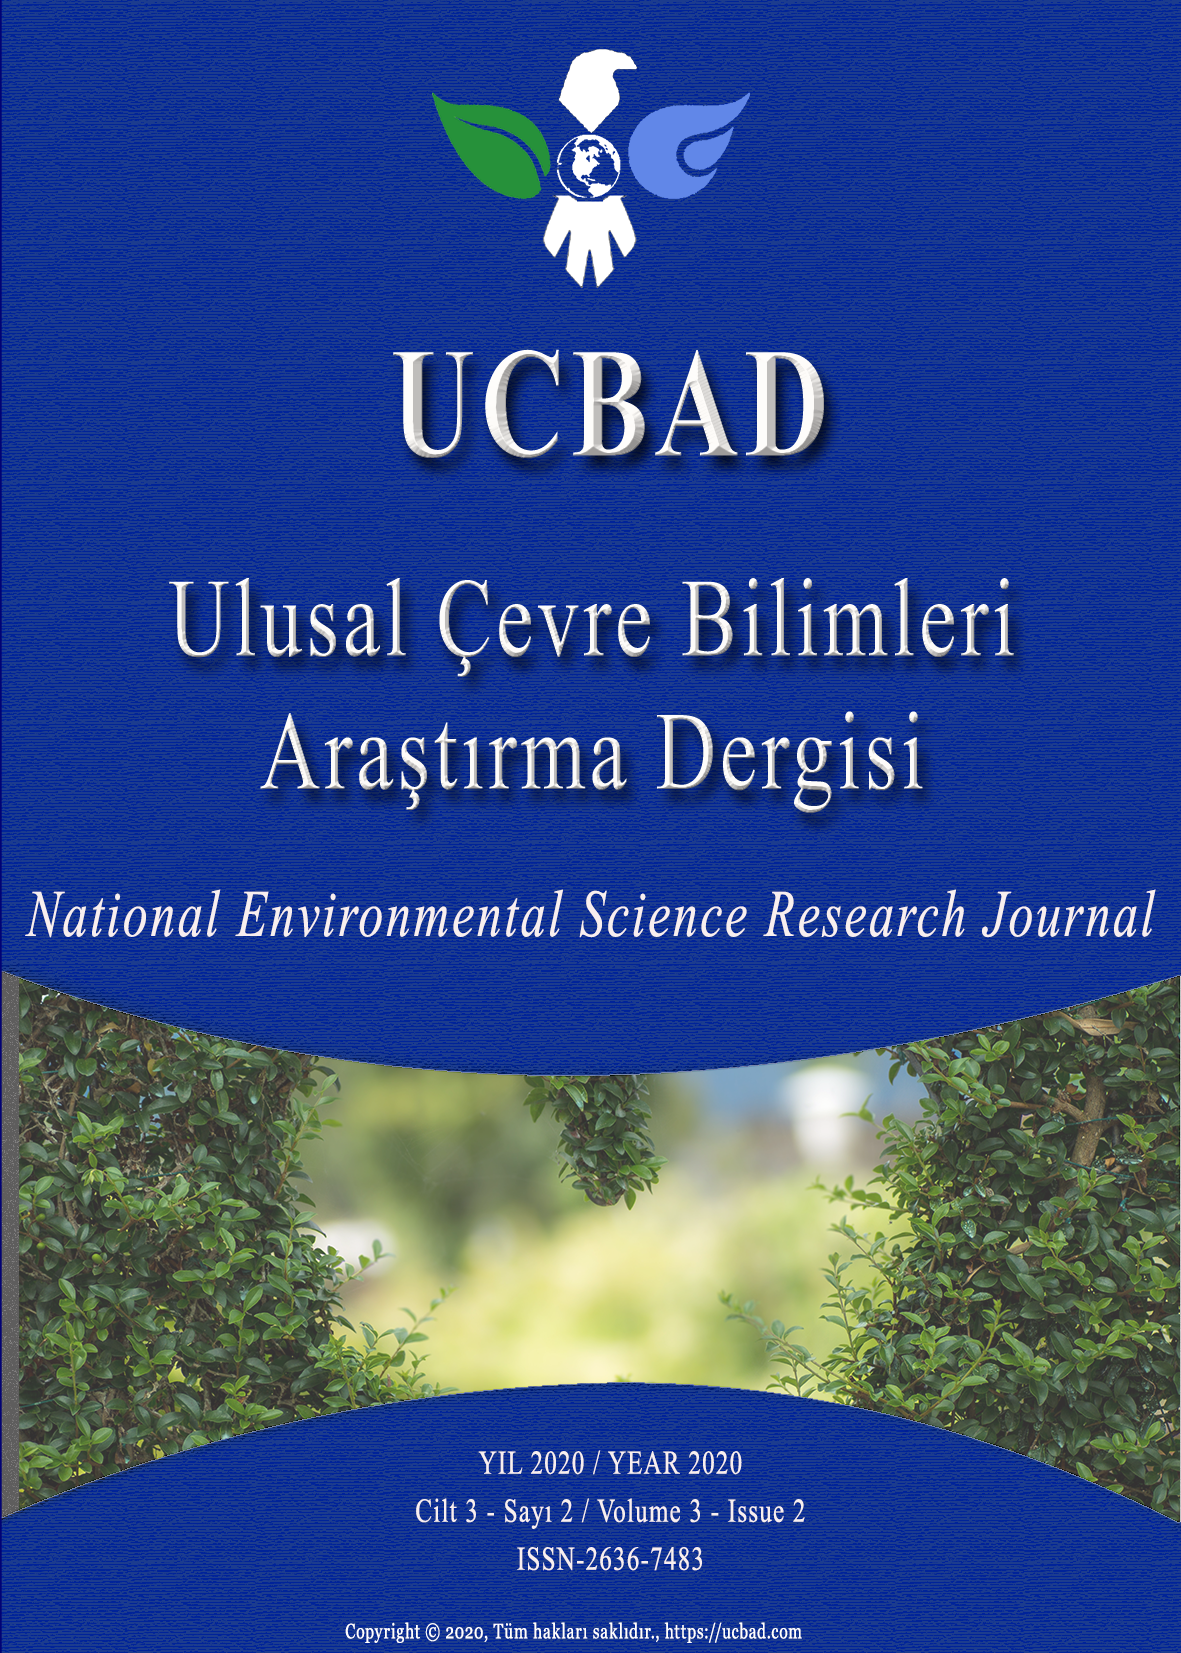 UCBAD
Ulusal Çevre Bilimleri
Araştırma Dergisi
National Environmental Science Research Journal
YIL 2020 / YEAR 2020
Cilt 3 - Sayı 2 / Volume 3 - Issue 2
ISSN-2636-7483
Copyright © 2020, Tüm hakları saklıdır., https://ucbad.com